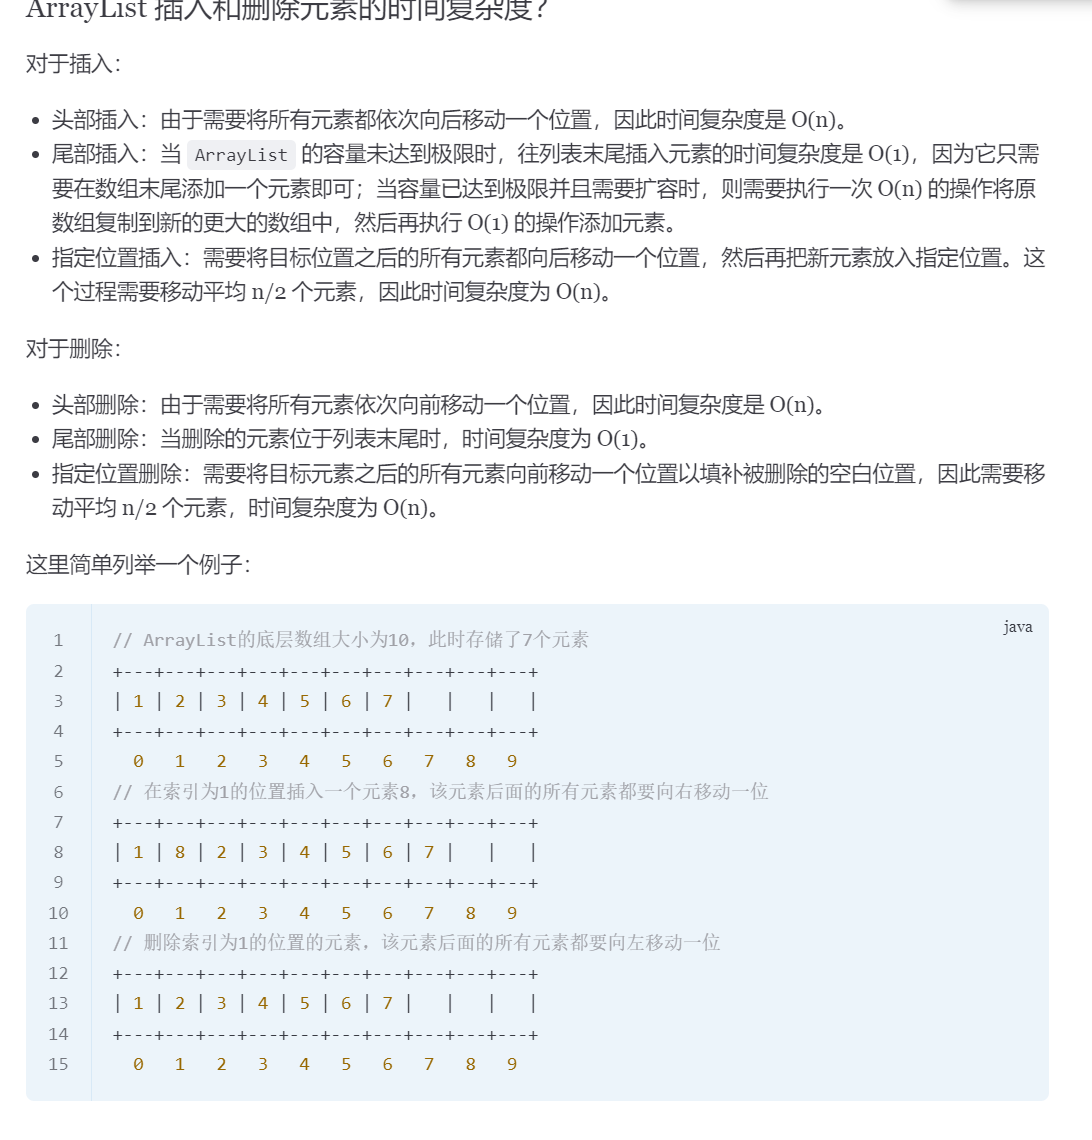 ArrayList 插入和删除元素的时间复杂度？
对于插入：
• 头部插入：由于需要将所有元素都依次向后移动一个位置，因此时间复杂度是 O(n)。
• 尾部插入：当 ArrayList 的容量未达到极限时，往列表末尾插入元素的时间复杂度是 O(1)，因为它只需
要在数组末尾添加一个元素即可；当容量已达到极限并且需要扩容时，则需要执行一次 O(n) 的操作将原
数组复制到新的更大的数组中，然后再执行 O(1) 的操作添加元素。
• 指定位置插入：需要将目标位置之后的所有元素都向后移动一个位置，然后再把新元素放入指定位置。这
个过程需要移动平均 n/2 个元素，因此时间复杂度为 O(n)。
对于删除：
• 头部删除：由于需要将所有元素依次向前移动一个位置，因此时间复杂度是 O(n)。
• 尾部删除：当删除的元素位于列表末尾时，时间复杂度为 O(1)。
• 指定位置删除：需要将目标元素之后的所有元素向前移动一个位置以填补被删除的空白位置，因此需要移
动平均 n/2 个元素，时间复杂度为 O(n)。
这里简单列举一个例子：
java
1 // ArrayList的底层数组大小为10，此时存储了7个元素
2 +---+---+---+---+---+---+---+---+---+---+
3 | 1 | 2 | 3 | 4 | 5 | 6 | 7 |   |   |   |
4 +---+---+---+---+---+---+---+---+---+---+
5   0   1   2   3   4   5   6   7   8   9
6 // 在索引为1的位置插入一个元素8，该元素后面的所有元素都要向右移动一位
7 +---+---+---+---+---+---+---+---+---+---+
8 | 1 | 8 | 2 | 3 | 4 | 5 | 6 | 7 |   |   |
9 +---+---+---+---+---+---+---+---+---+---+
10   0   1   2   3   4   5   6   7   8   9
11 // 删除索引为1的位置的元素，该元素后面的所有元素都要向左移动一位
12 +---+---+---+---+---+---+---+---+---+---+
13 | 1 | 2 | 3 | 4 | 5 | 6 | 7 |   |   |   |
14 +---+---+---+---+---+---+---+---+---+---+
15   0   1   2   3   4   5   6   7   8   9